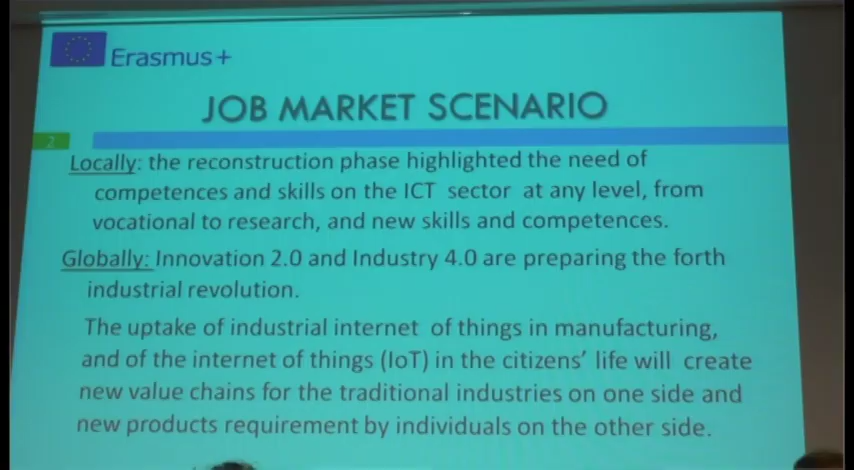 Erasmus+
JOB MARKET SCENARIO
2
Locally: the reconstruction phase highlighted the need of
competences and skills on the ICT sector at any level, from
vocational to research, and new skills and competences.
Globally: Innovation 2.0 and Industry 4.0 are preparing the forth
industrial revolution.
The uptake of industrial internet of things in manufacturing,
and of the internet of things (IoT) in the citizens’ life will create
new value chains for the traditional industries on one side and
new products requirement by individuals on the other side.